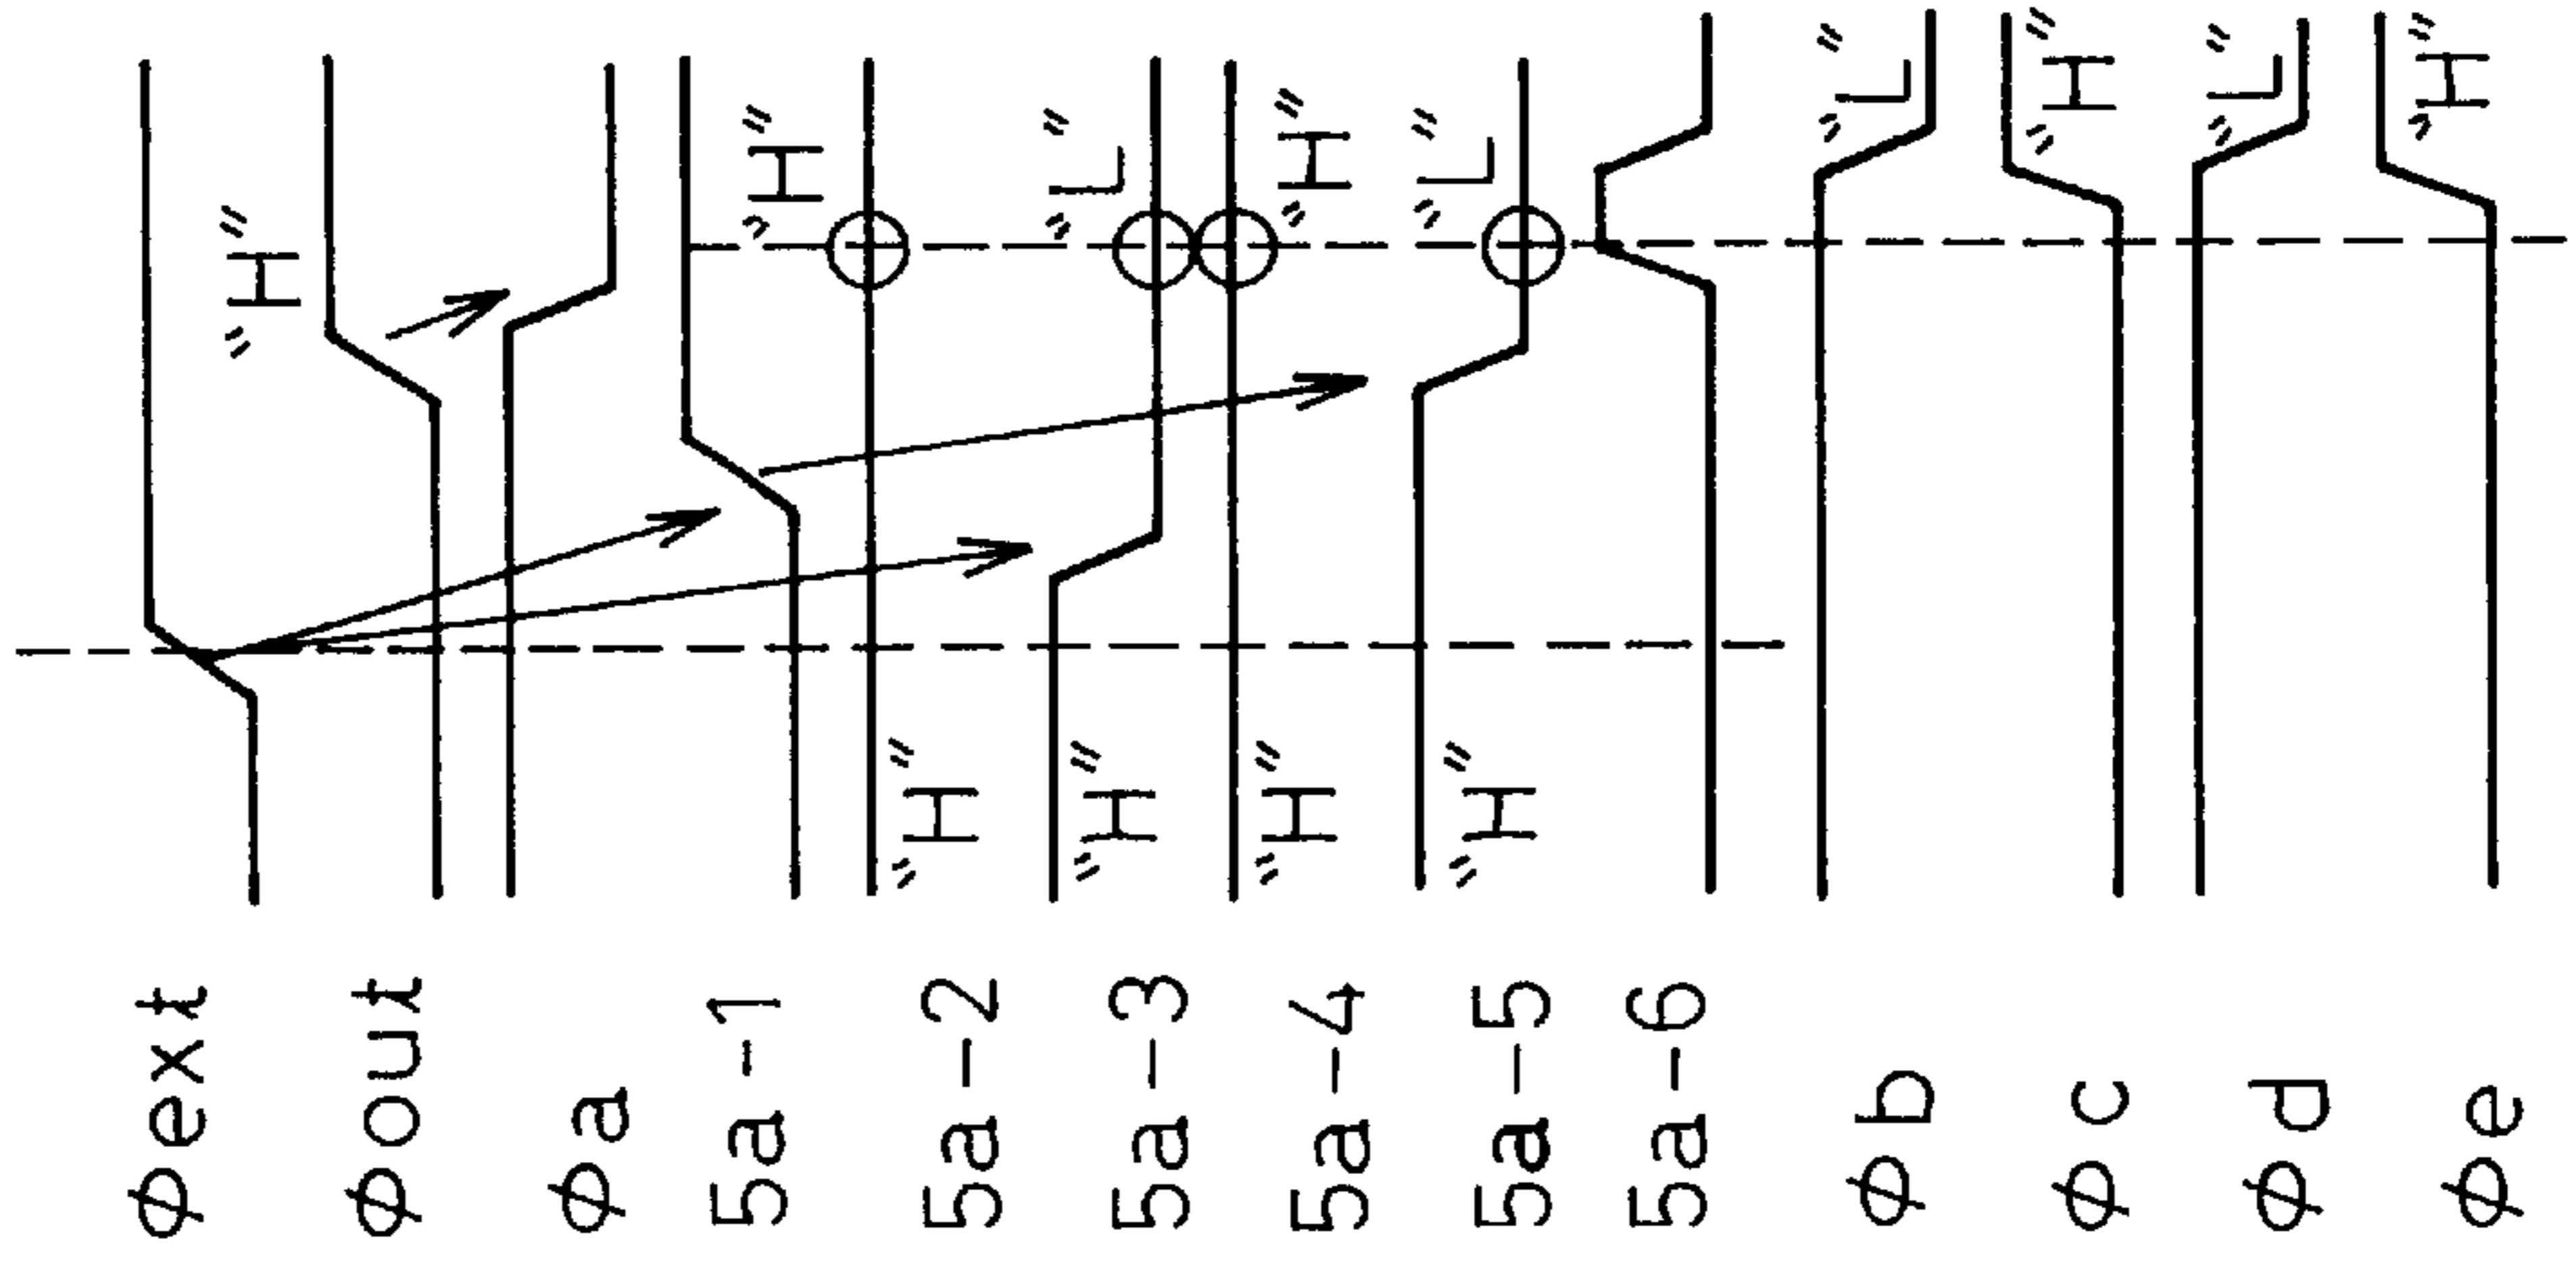 φext
φout "H"
φa
5a-1
5a-2 "H" "H"
5a-3 "H" "L"
5a-4 "H" "H"
5a-5 "H" "L"
5a-6
φb "L"
φc "H"
φd "L"
φe "H"